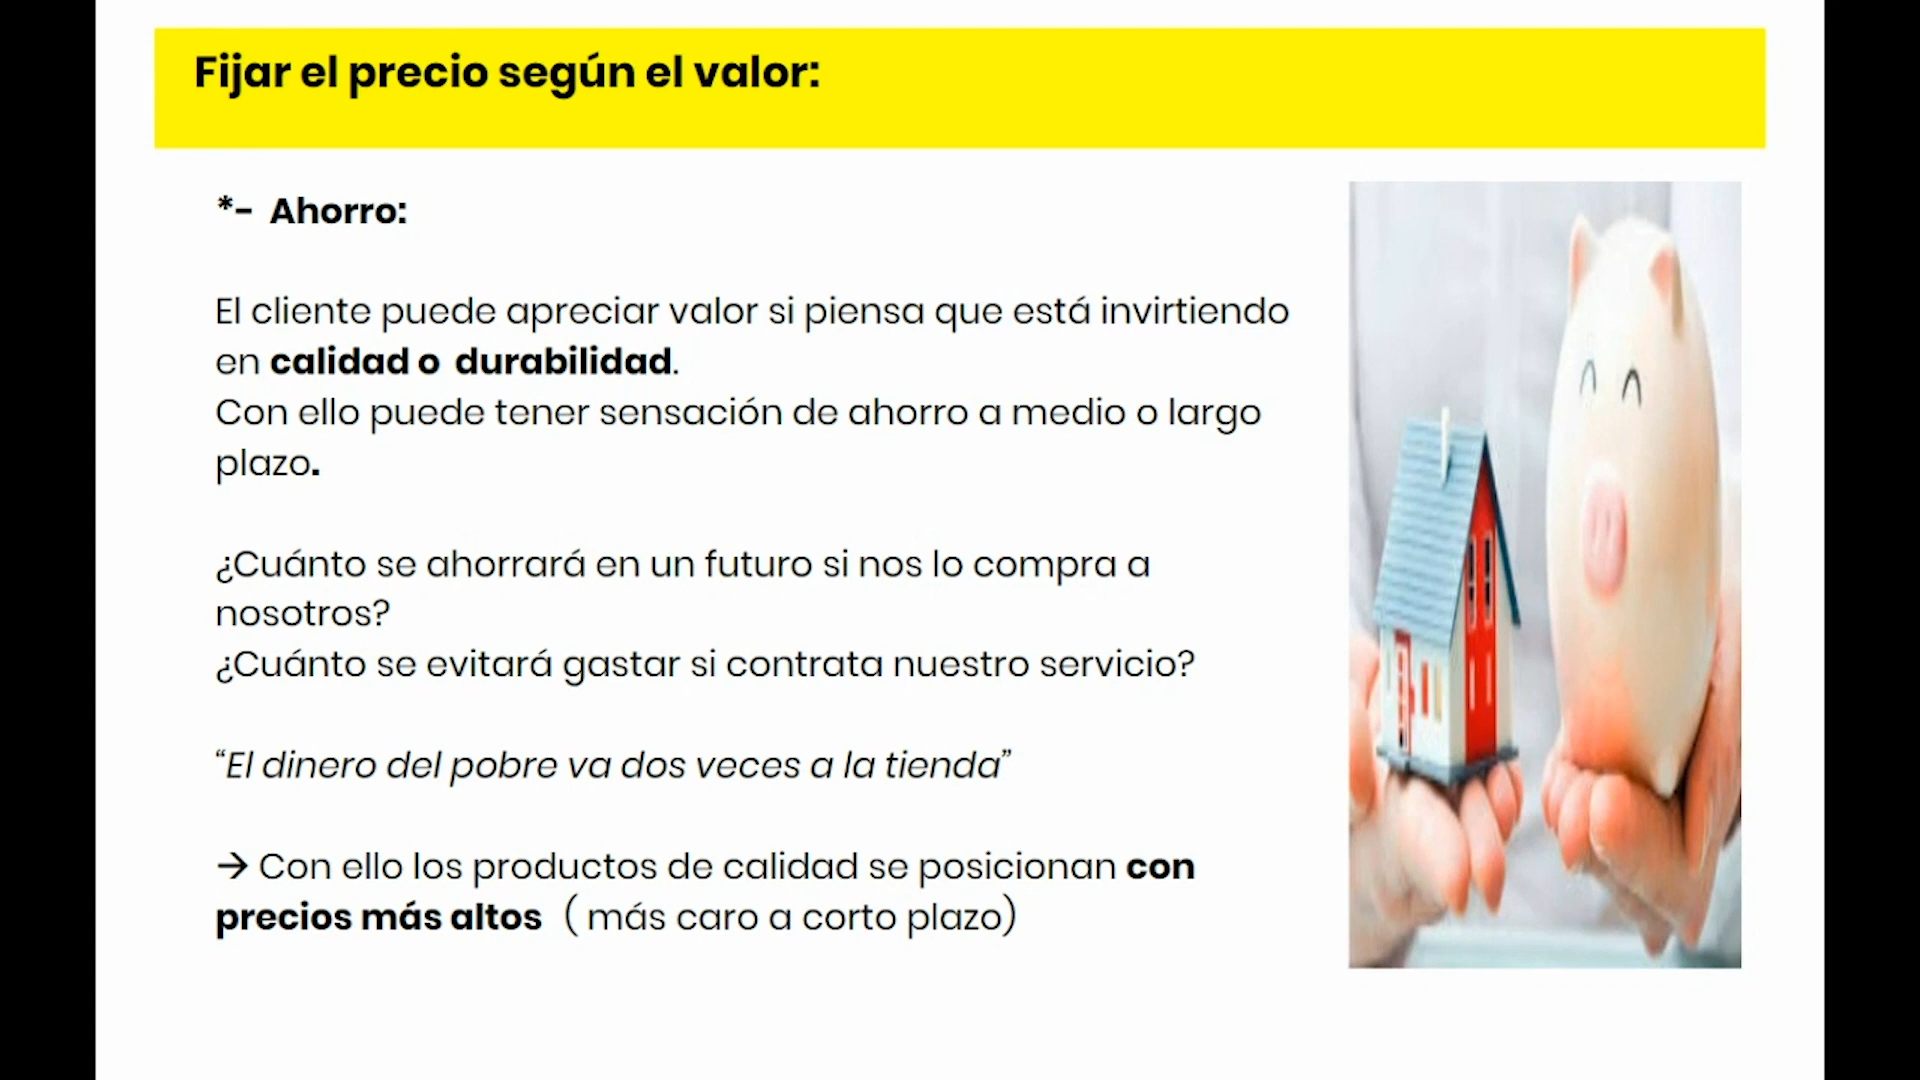 Fijar el precio según el valor:
*- Ahorro:
El cliente puede apreciar valor si piensa que está invirtiendo
en calidad o durabilidad.
Con ello puede tener sensación de ahorro a medio o largo
plazo.
¿Cuánto se ahorrará en un futuro si nos lo compra a
nosotros?
¿Cuánto se evitará gastar si contrata nuestro servicio?
“El dinero del pobre va dos veces a la tienda”
→ Con ello los productos de calidad se posicionan con
precios más altos ( más caro a corto plazo)